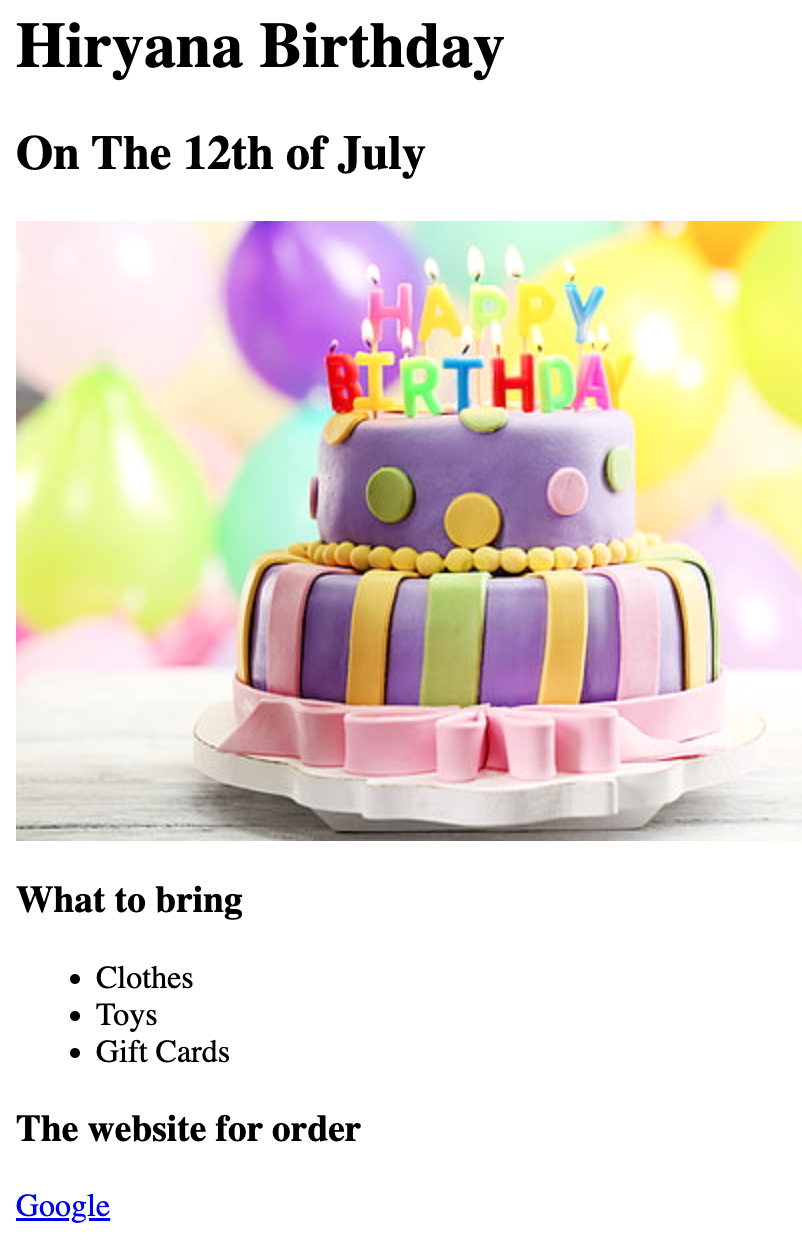 Hiryana Birthday
On The 12th of July
HAPPY
BIRTHDAY
What to bring
Clothes
Toys
Gift Cards
The website for order
Google